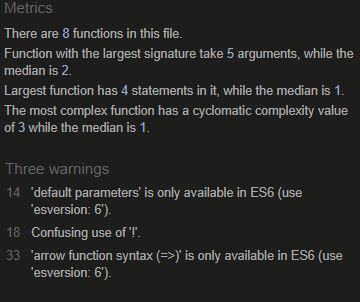 Metrics
There are 8 functions in this file.
Function with the largest signature take 5 arguments, while the
median is 2.
Largest function has 4 statements in it, while the median is 1.
The most complex function has a cyclomatic complexity value
of 3 while the median is 1.
Three warnings
14 'default parameters' is only available in ES6 (use
'esversion: 6').
18 Confusing use of '!'.
33 'arrow function syntax (=>)' is only available in ES6 (use
'esversion: 6').